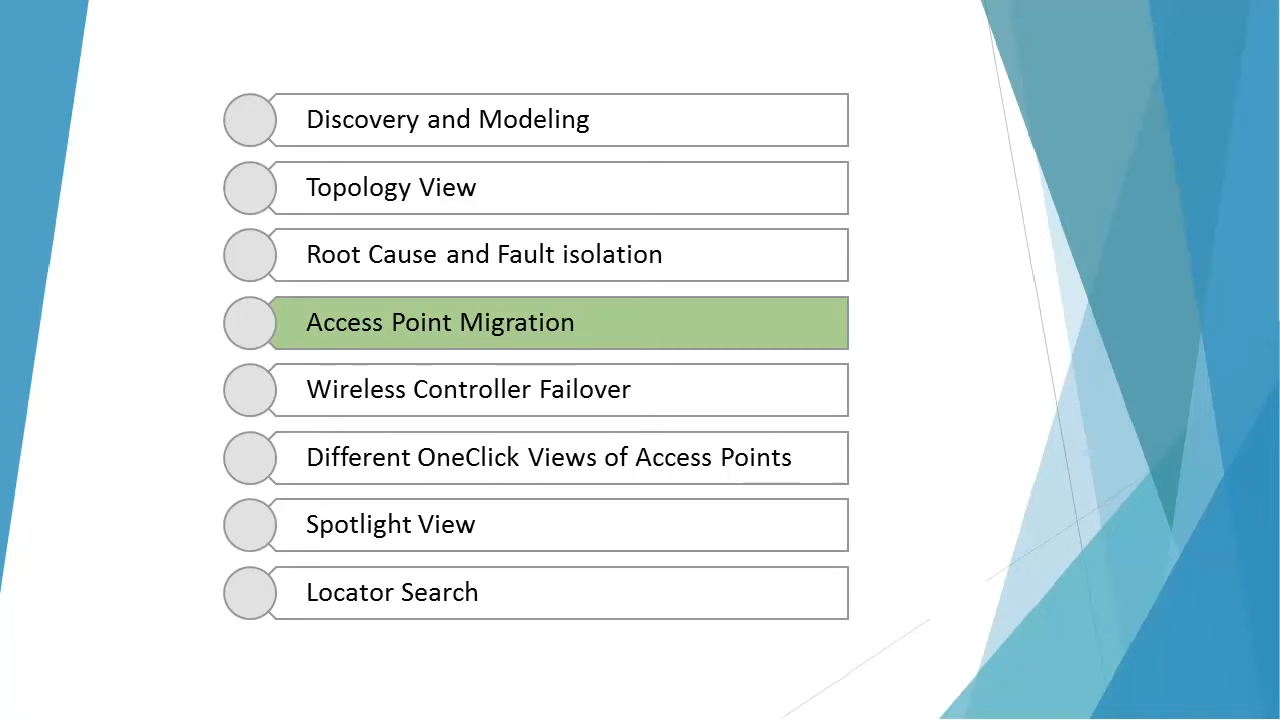 Discovery and Modeling
Topology View
Root Cause and Fault isolation
Access Point Migration
Wireless Controller Failover
Different OneClick Views of Access Points
Spotlight View
Locator Search